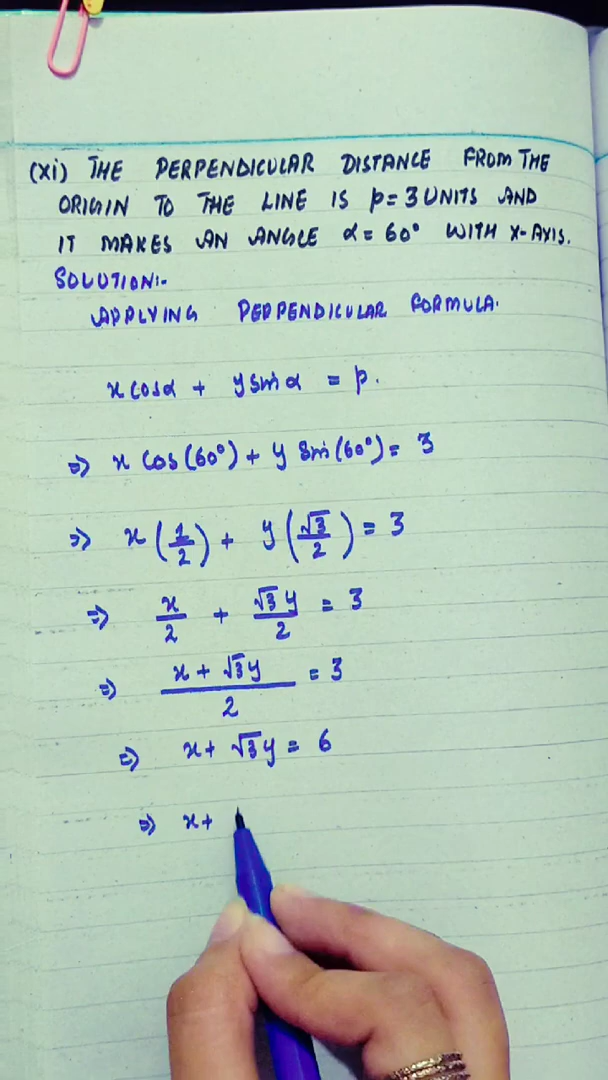 (xi) THE PERPENDICULAR DISTANCE FROM THE
ORIGIN TO THE LINE IS p=3 UNITS AND
IT MAKES AN ANGLE α=60° WITH X-AXIS.
SOLUTION:-
APPLYING PERPENDICULAR FORMULA.
x cosα + y sinα = p.
⇒ x cos(60°) + y sin(60°) = 3
⇒ x(1/2) + y(√3/2) = 3
⇒ x/2 + √3y/2 = 3
⇒ (x + √3y)/2 = 3
⇒ x + √3y = 6
⇒ x+